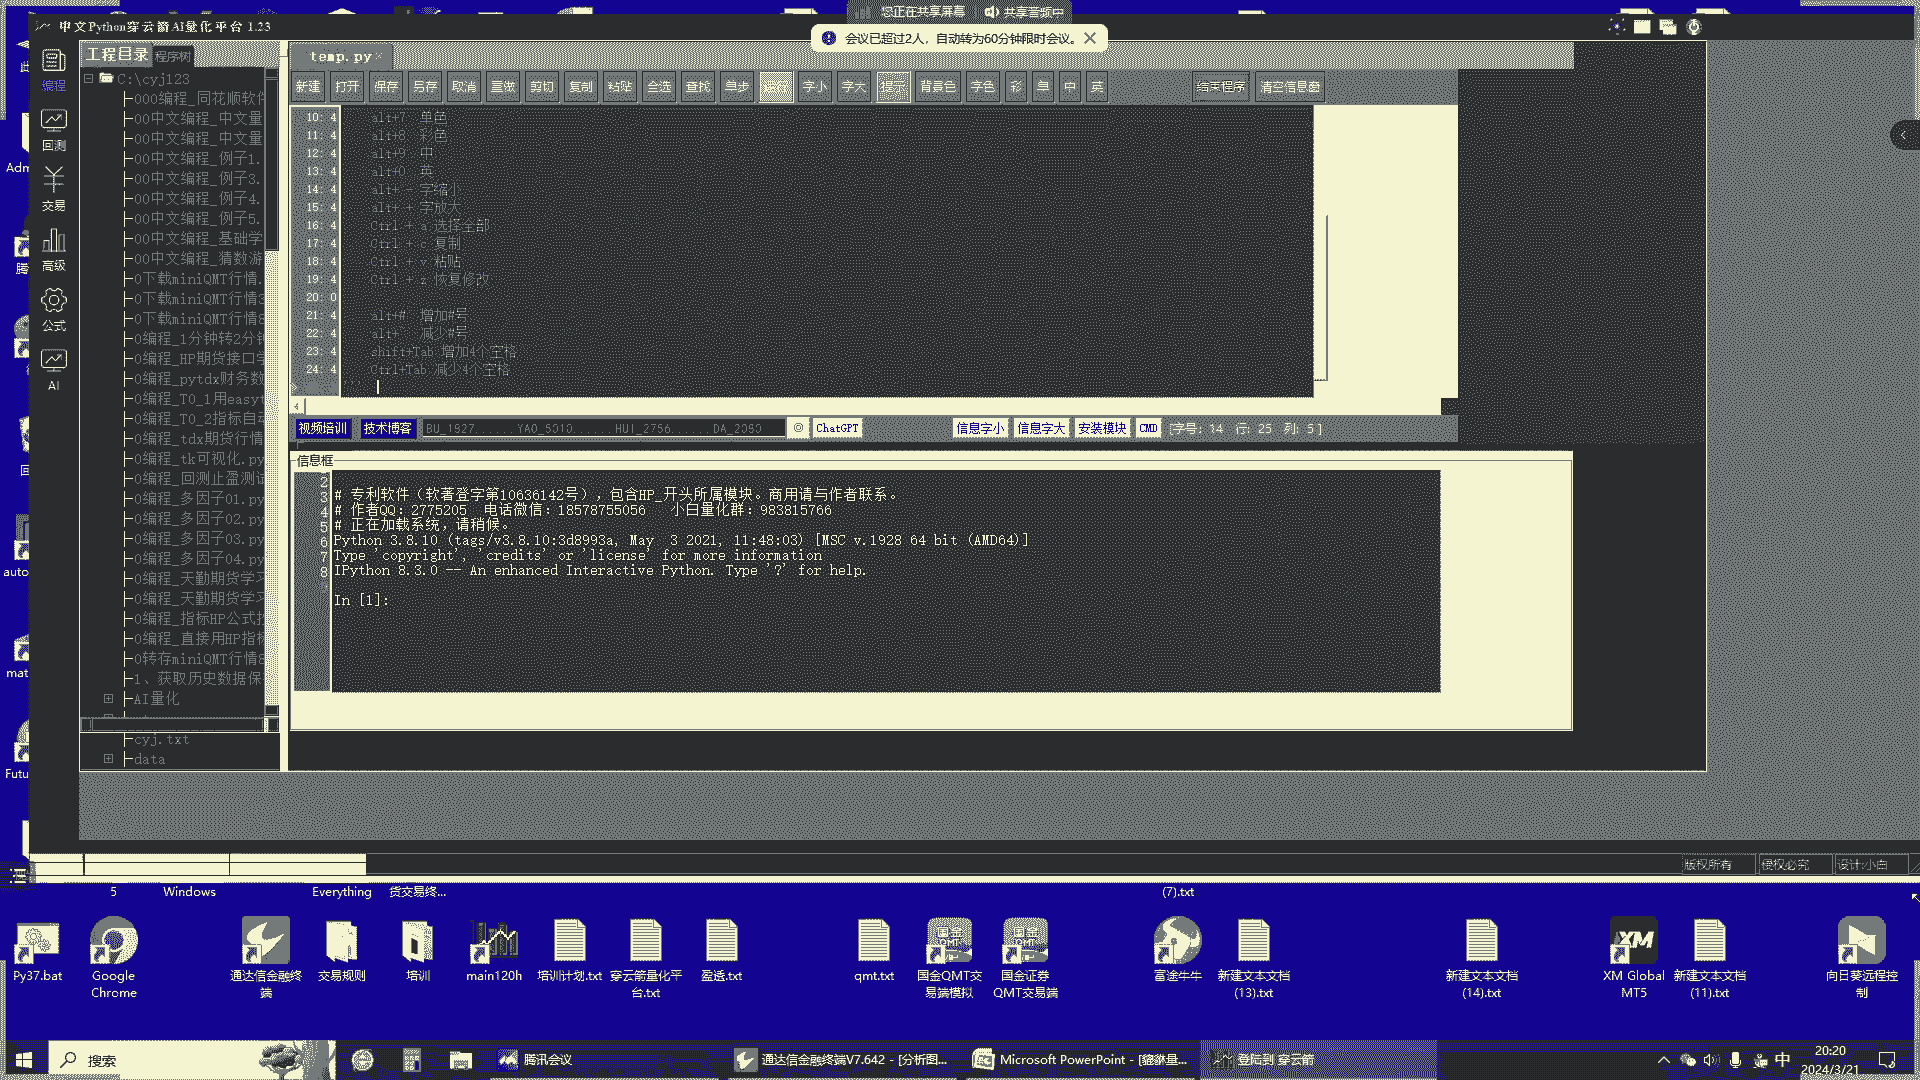 您正在共享屏幕 共享音频中
中文Python穿云箭AI量化平台 1.23
会议已超过2人，自动转为60分钟限时会议。
工程目录 程序树
temp.py
新建 打开 保存 另存 取消 重做 剪切 复制 粘贴 全选 查找 单步 运行 字小 字大 提示 背景色 字色 彩 单 中 英 结束程序 清空信息窗
编程
回测
交易
高级
公式
AI
C:\cyj123
000编程_同花顺软件
00中文编程_中文量
00中文编程_中文量
00中文编程_例子1.
00中文编程_例子3.
00中文编程_例子4.
00中文编程_例子5.
00中文编程_基础学
00中文编程_猜数游
0下载miniQMT行情.
0下载miniQMT行情3
0下载miniQMT行情8
0编程_1分钟转2分钟
0编程_HP期货接口学
0编程_pytdx财务数
0编程_T0_1用easyt
0编程_T0_2指标自动
0编程_tdx期货行情
0编程_tk可视化.py
0编程_回测止盈测试
0编程_多因子01.py
0编程_多因子02.py
0编程_多因子03.py
0编程_多因子04.py
0编程_天勤期货学习
0编程_天勤期货学习
0编程_指标HP公式
0编程_直接用HP指标
0转存miniQMT行情8
1、获取历史数据保
AI量化
cyj.txt
data
10: 4 alt+7 单色
11: 4 alt+8 彩色
12: 4 alt+9 中
13: 4 alt+0 英
14: 4 alt+ - 字缩小
15: 4 alt+ + 字放大
16: 4 Ctrl + a 选择全部
17: 4 Ctrl + c 复制
18: 4 Ctrl + v 粘贴
19: 4 Ctrl + z 恢复修改
20: 0
21: 4 alt+# 增加#号
22: 4 alt+ 减少#号
23: 4 shift+Tab 增加4个空格
24: 4 Ctrl+Tab 减少4个空格
视频培训 技术博客 BU_1927......YAO_5010......HUI_2756......DA_2090 ◎ ChatGPT 信息字小 信息字大 安装模块 CMD [字号: 14 行: 25 列: 5 ]
信息框
2
3 # 专利软件（软著登字第10636142号），包含HP_开头所属模块。商用请与作者联系。
4 # 作者QQ：2775205 电话微信：18578755056 小白量化群：983815766
5 # 正在加载系统，请稍候。
6 Python 3.8.10 (tags/v3.8.10:3d8993a, May 3 2021, 11:48:03) [MSC v.1928 64 bit (AMD64)]
7 Type 'copyright', 'credits' or 'license' for more information
8 IPython 8.3.0 -- An enhanced Interactive Python. Type '?' for help.
In [1]:
版权所有 侵权必究 设计:小白
Adm
auto
mat
Futu
5 Windows Everything 货交易终... (7).txt
Py37.bat
Google Chrome
通达信金融终端
交易规则
培训
main120h
培训计划.txt
穿云箭量化平台.txt
盈透.txt
qmt.txt
国金QMT交易端模拟
国金证券QMT交易端
富途牛牛
新建文本文档 (13).txt
新建文本文档 (14).txt
XM Global MT5
新建文本文档 (11).txt
向日葵远程控制
搜索
腾讯会议
通达信金融终端V7.642 - [分析图...
Microsoft PowerPoint - [
登陆到 穿云箭
中
20:20
2024/3/21